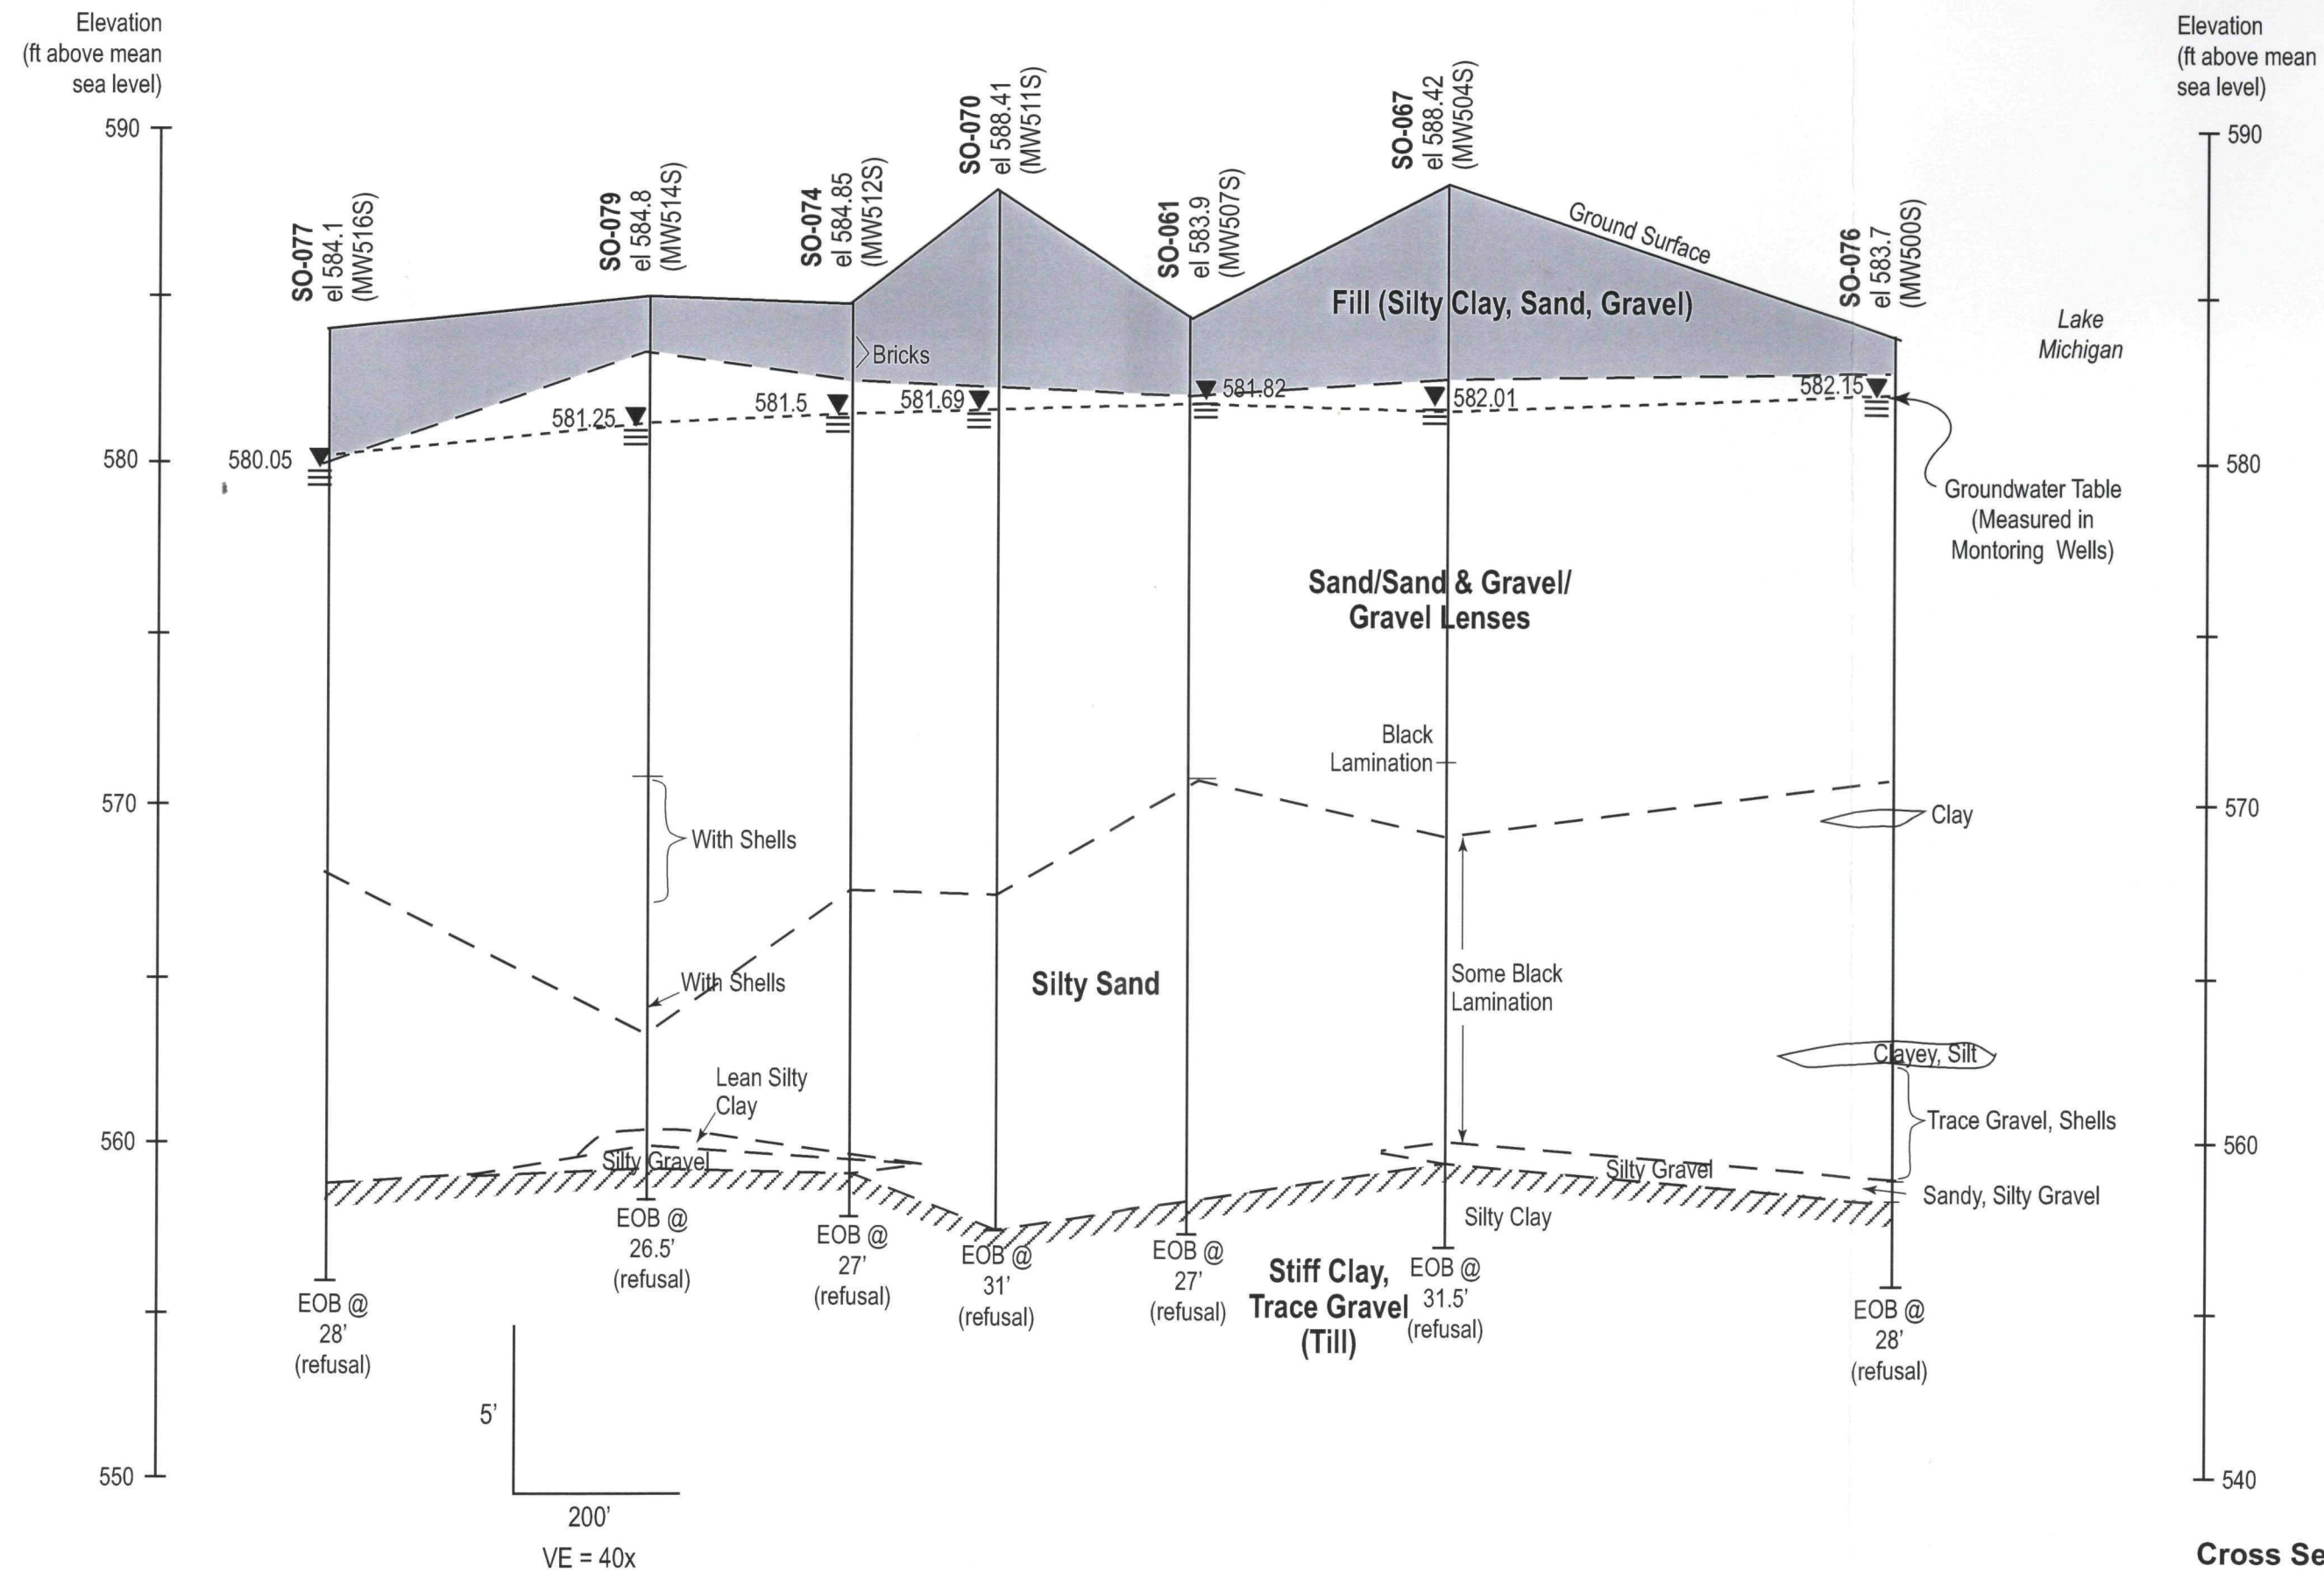 Elevation
(ft above mean
sea level)
590
580
570
560
550
SO-077
el 584.1
(MW516S)
SO-079
el 584.8
(MW514S)
SO-074
el 584.85
(MW512S)
SO-070
el 588.41
(MW511S)
SO-061
el 583.9
(MW507S)
SO-067
el 588.42
(MW504S)
SO-076
el 583.7
(MW500S)
Elevation
(ft above mean
sea level)
590
580
570
560
540
Ground Surface
Fill (Silty Clay, Sand, Gravel)
Lake
Michigan
Bricks
580.05
581.25
581.5
581.69
581.82
582.01
582.15
Groundwater Table
(Measured in
Montoring Wells)
Sand/Sand & Gravel/
Gravel Lenses
Black
Lamination
With Shells
Clay
With Shells
Silty Sand
Some Black
Lamination
Clayey, Silt
Lean Silty
Clay
Trace Gravel, Shells
Silty Gravel
Silty Gravel
Sandy, Silty Gravel
Silty Clay
EOB @
28'
(refusal)
EOB @
26.5'
(refusal)
EOB @
27'
(refusal)
EOB @
31'
(refusal)
EOB @
27'
(refusal)
Stiff Clay,
Trace Gravel
(Till)
EOB @
31.5'
(refusal)
EOB @
28'
(refusal)
5'
200'
VE = 40x
Cross Se